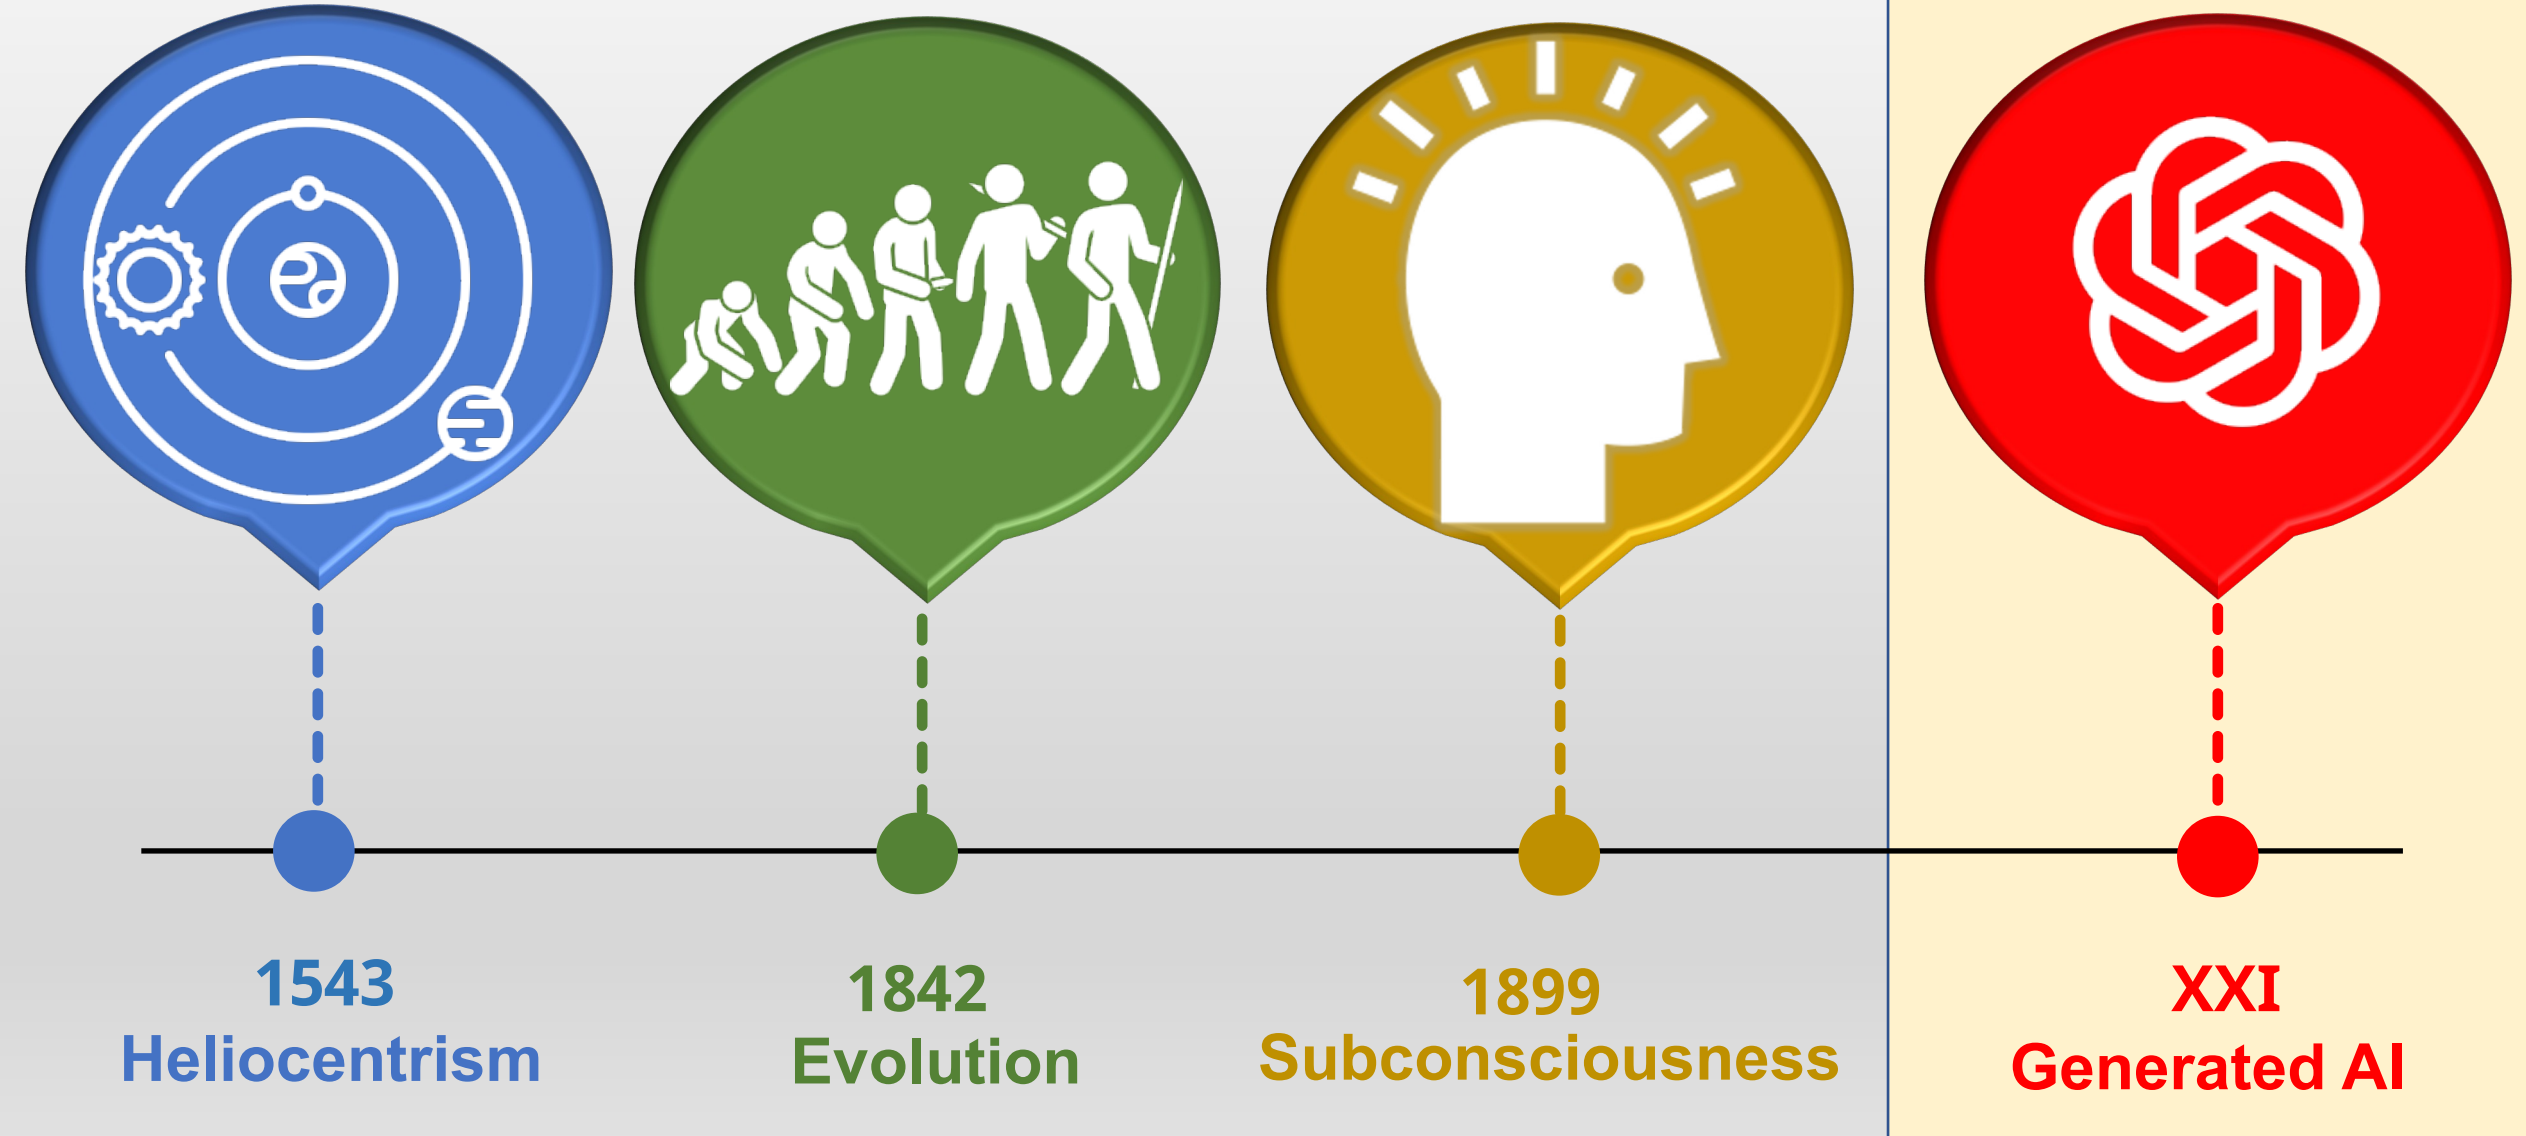 1543
Heliocentrism
1842
Evolution
1899
Subconsciousness
XXI
Generated AI